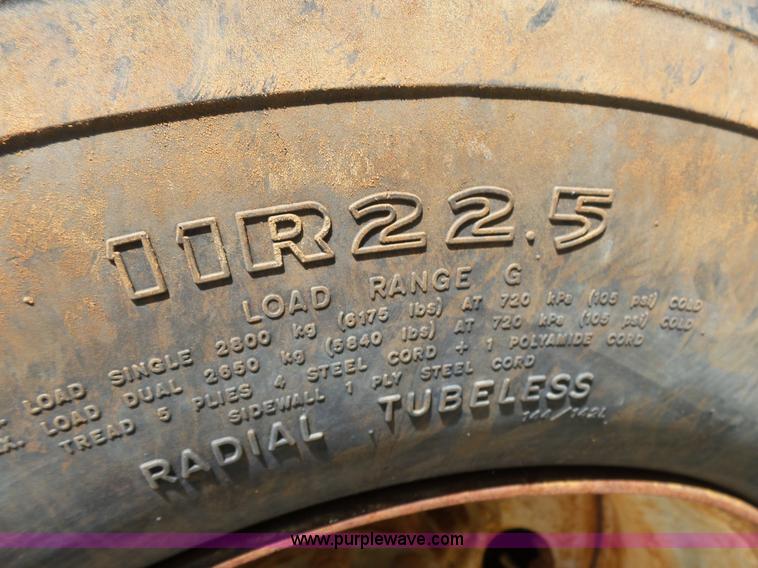 11R22.5
LOAD RANGE G
LOAD SINGLE 2800 kg (6175 lbs) AT 720 kPa (105 psi) COLD
X. LOAD DUAL 2650 kg (5840 lbs) AT 720 kPa (105 psi) COLD
TREAD 5 PLIES 4 STEEL CORD + 1 POLYAMIDE CORD
SIDEWALL 1 PLY STEEL CORD
RADIAL TUBELESS
144/142L
www.purplewave.com